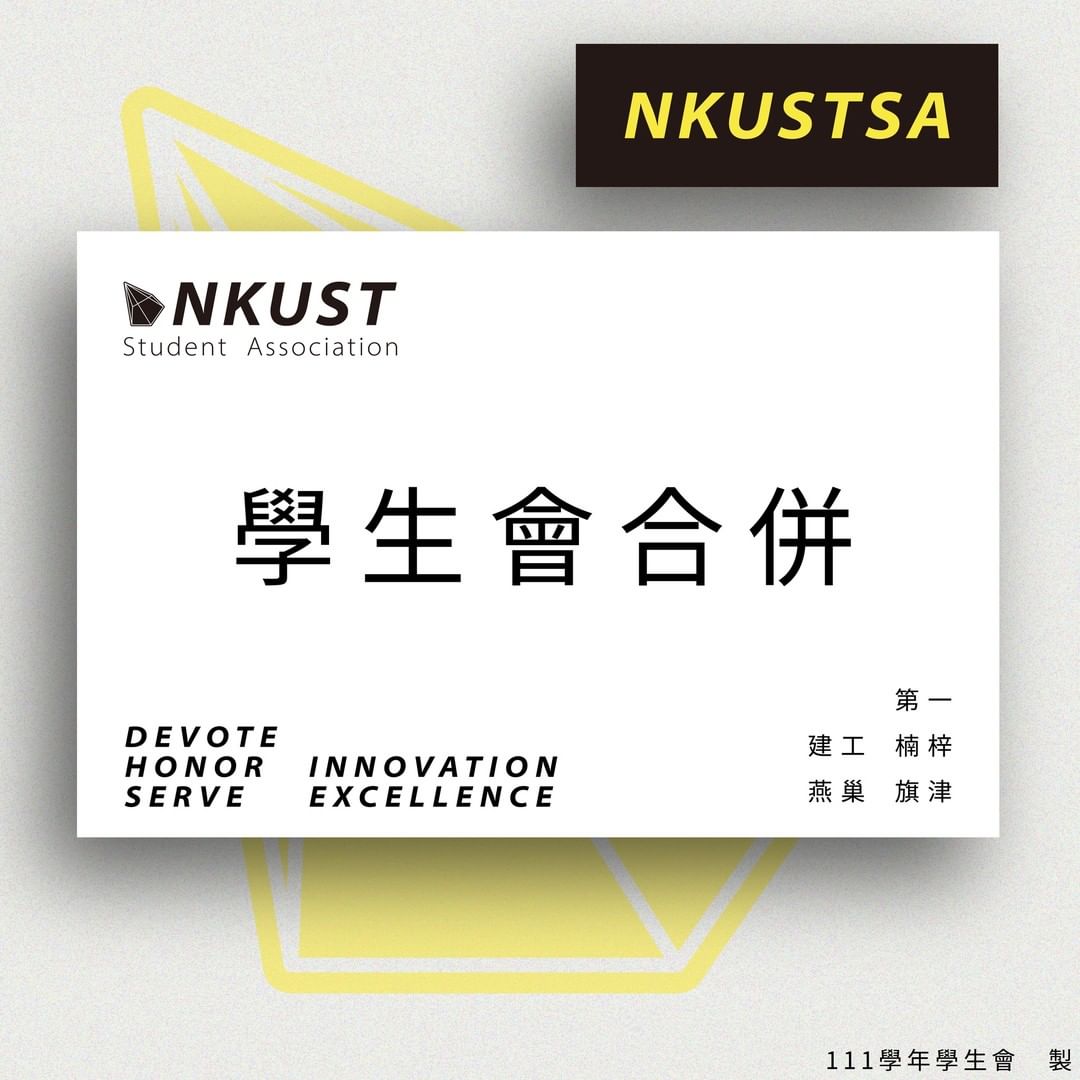 NKUSTSA
NKUST
Student Association
學生會合併
DEVOTE
HONOR INNOVATION
SERVE EXCELLENCE
第一
建工 楠梓
燕巢 旗津
111學年學生會 製